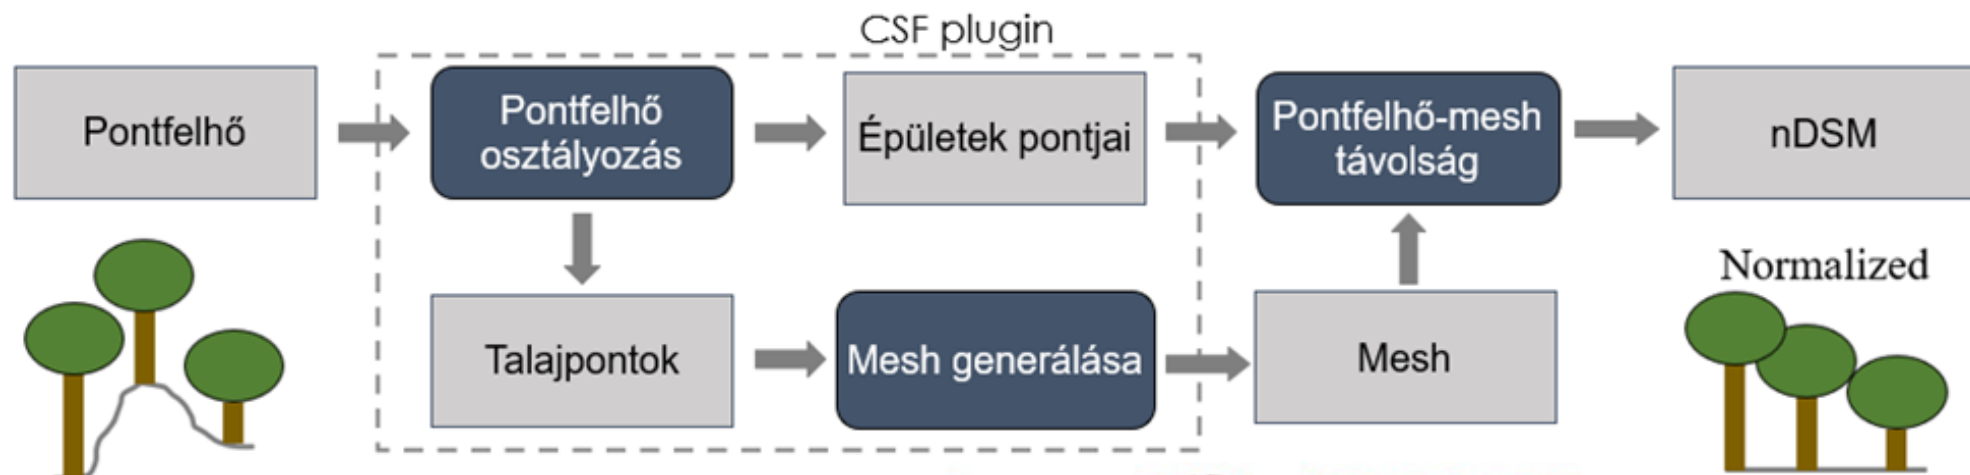 CSF plugin
Pontfelhő
Pontfelhő
osztályozás
Épületek pontjai
Pontfelhő-mesh
távolság
nDSM
Talajpontok
Mesh generálása
Mesh
Normalized